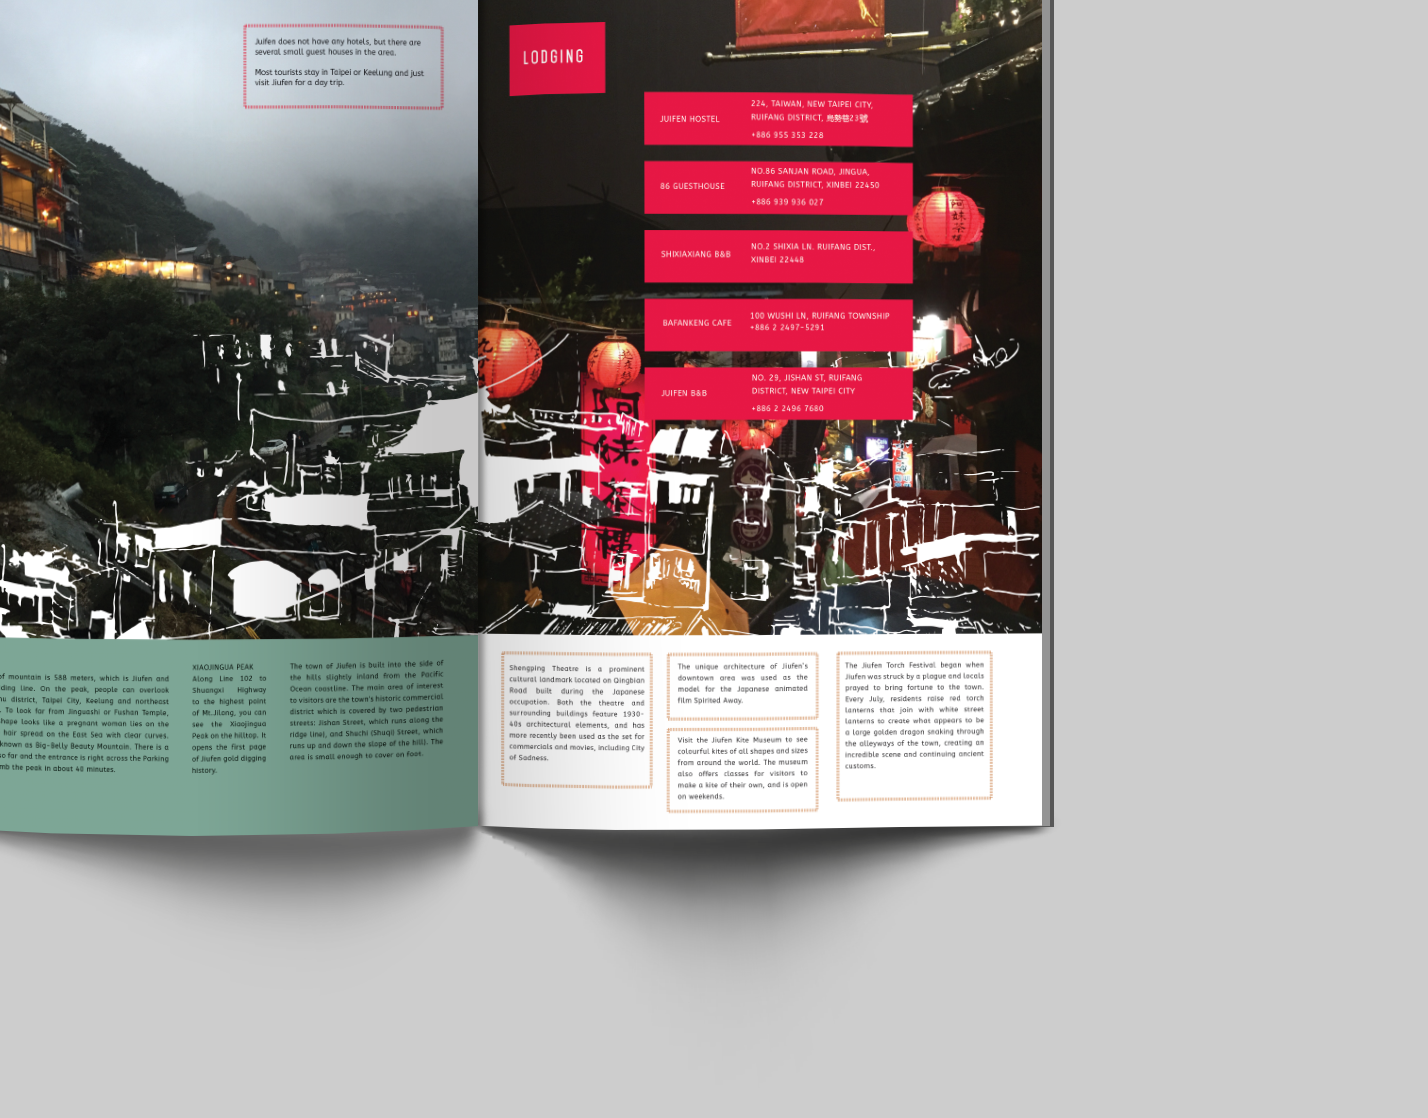 Juifen does not have any hotels, but there are
several small guest houses in the area.
Most tourists stay in Taipei or Keelung and just
visit Jiufen for a day trip.
of mountain is 588 meters, which is Jiufen and
ding line. On the peak, people can overlook
district, Taipei City, Keelung and northeast
. To look far from Jinguashi or Fushan Temple,
hape looks like a pregnant woman lies on the
hair spread on the East Sea with clear curves.
known as Big-Belly Beauty Mountain. There is a
so far and the entrance is right across the Parking
mb the peak in about 40 minutes.
XIAOJINGUA PEAK
Along Line 102 to
Shuangxi Highway
to the highest point
of Mt.Jilong, you can
see the Xiaojingua
Peak on the hilltop. It
opens the first page
of Jiufen gold digging
history.
The town of Jiufen is built into the side of
the hills slightly inland from the Pacific
Ocean coastline. The main area of interest
to visitors are the town's historic commercial
district which is covered by two pedestrian
streets: Jishan Street, which runs along the
ridge line), and Shuchi (Shuqi) Street, which
runs up and down the slope of the hill). The
area is small enough to cover on foot.
LODGING
JUIFEN HOSTEL
224, TAIWAN, NEW TAIPEI CITY,
RUIFANG DISTRICT, 烏勢巷23號
+886 955 353 228
86 GUESTHOUSE
NO.86 SANJAN ROAD, JINGUA,
RUIFANG DISTRICT, XINBEI 22450
+886 939 936 027
SHIXIAXIANG B&B
NO.2 SHIXIA LN. RUIFANG DIST.,
XINBEI 22448
BAFANKENG CAFE
100 WUSHI LN, RUIFANG TOWNSHIP
+886 2 2497-5291
JUIFEN B&B
NO. 29, JISHAN ST, RUIFANG
DISTRICT, NEW TAIPEI CITY
+886 2 2496 7680
阿妹茶樓
Shengping Theatre is a prominent
cultural landmark located on Qingbian
Road built during the Japanese
occupation. Both the theatre and
surrounding buildings feature 1930-
40s architectural elements, and has
more recently been used as the set for
commercials and movies, including City
of Sadness.
The unique architecture of Jiufen's
downtown area was used as the
model for the Japanese animated
film Spirited Away.
Visit the Jiufen Kite Museum to see
colourful kites of all shapes and sizes
from around the world. The museum
also offers classes for visitors to
make a kite of their own, and is open
on weekends.
The Jiufen Torch Festival began when
Jiufen was struck by a plague and locals
prayed to bring fortune to the town.
Every July, residents raise red torch
lanterns that join with white street
lanterns to create what appears to be
a large golden dragon snaking through
the alleyways of the town, creating an
incredible scene and continuing ancient
customs.